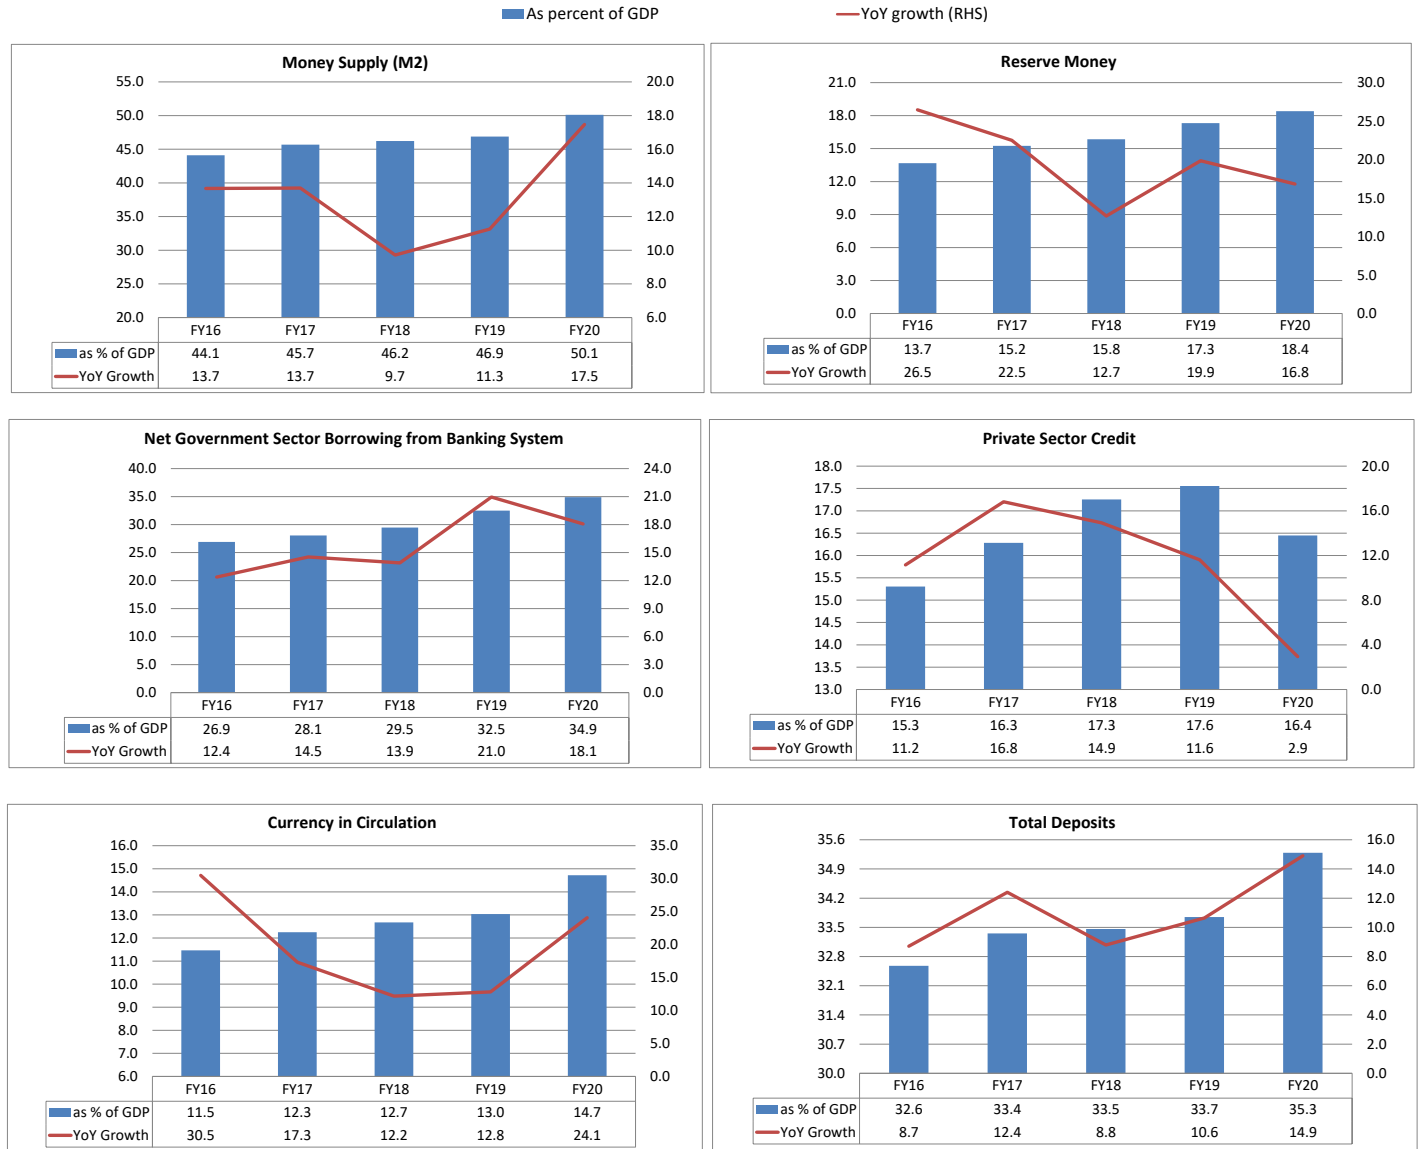 As percent of GDP YoY growth (RHS)
Money Supply (M2)
55.0 20.0
50.0 18.0
45.0 16.0
40.0 14.0
35.0 12.0
30.0 10.0
25.0 8.0
20.0 6.0
FY16 FY17 FY18 FY19 FY20
as % of GDP 44.1 45.7 46.2 46.9 50.1
YoY Growth 13.7 13.7 9.7 11.3 17.5
Reserve Money
21.0 30.0
18.0 25.0
15.0 20.0
12.0 15.0
9.0 10.0
6.0 5.0
3.0 0.0
0.0
FY16 FY17 FY18 FY19 FY20
as % of GDP 13.7 15.2 15.8 17.3 18.4
YoY Growth 26.5 22.5 12.7 19.9 16.8
Net Government Sector Borrowing from Banking System
40.0 24.0
35.0 21.0
30.0 18.0
25.0 15.0
20.0 12.0
15.0 9.0
10.0 6.0
5.0 3.0
0.0 0.0
FY16 FY17 FY18 FY19 FY20
as % of GDP 26.9 28.1 29.5 32.5 34.9
YoY Growth 12.4 14.5 13.9 21.0 18.1
Private Sector Credit
18.0 20.0
17.5
17.0 16.0
16.5
16.0 12.0
15.5
15.0 8.0
14.5
14.0 4.0
13.5
13.0 0.0
FY16 FY17 FY18 FY19 FY20
as % of GDP 15.3 16.3 17.3 17.6 16.4
YoY Growth 11.2 16.8 14.9 11.6 2.9
Currency in Circulation
16.0 35.0
15.0 30.0
14.0 25.0
13.0 20.0
12.0 15.0
11.0 10.0
10.0 5.0
9.0 0.0
8.0
7.0
6.0
FY16 FY17 FY18 FY19 FY20
as % of GDP 11.5 12.3 12.7 13.0 14.7
YoY Growth 30.5 17.3 12.2 12.8 24.1
Total Deposits
35.6 16.0
34.9 14.0
34.2 12.0
33.5 10.0
32.8 8.0
32.1 6.0
31.4 4.0
30.7 2.0
30.0 0.0
FY16 FY17 FY18 FY19 FY20
as % of GDP 32.6 33.4 33.5 33.7 35.3
YoY Growth 8.7 12.4 8.8 10.6 14.9